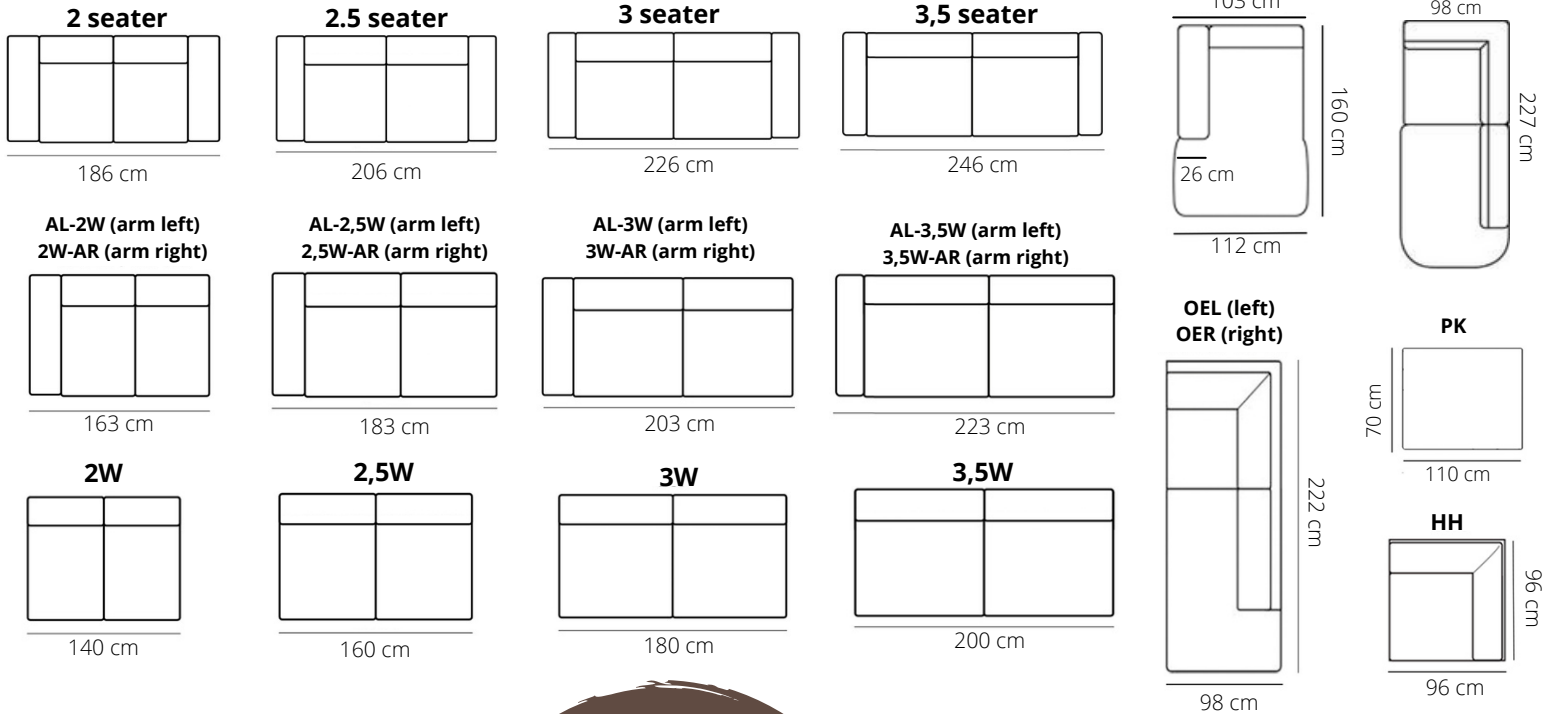 2 seater
2.5 seater
3 seater
3,5 seater
103 cm
98 cm
186 cm
206 cm
226 cm
246 cm
26 cm
160 cm
227 cm
112 cm
AL-2W (arm left)
2W-AR (arm right)
AL-2,5W (arm left)
2,5W-AR (arm right)
AL-3W (arm left)
3W-AR (arm right)
AL-3,5W (arm left)
3,5W-AR (arm right)
163 cm
183 cm
203 cm
223 cm
OEL (left)
OER (right)
222 cm
98 cm
PK
70 cm
110 cm
2W
2,5W
3W
3,5W
140 cm
160 cm
180 cm
200 cm
HH
96 cm
96 cm